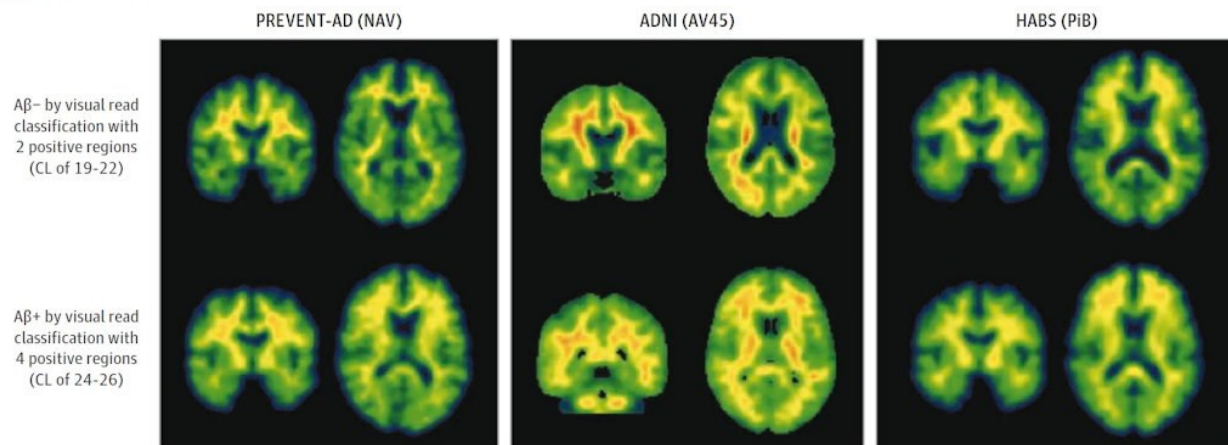 PREVENT-AD (NAV)
ADNI (AV45)
HABS (PiB)
Aβ− by visual read
classification with
2 positive regions
(CL of 19-22)
Aβ+ by visual read
classification with
4 positive regions
(CL of 24-26)